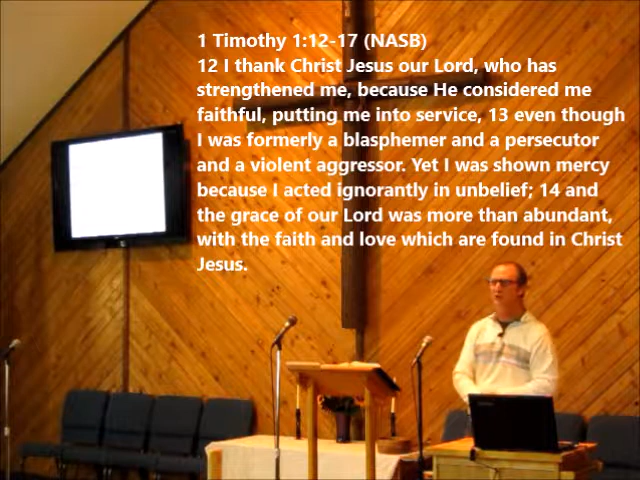 1 Timothy 1:12-17 (NASB)
12 I thank Christ Jesus our Lord, who has
strengthened me, because He considered me
faithful, putting me into service, 13 even though
I was formerly a blasphemer and a persecutor
and a violent aggressor. Yet I was shown mercy
because I acted ignorantly in unbelief; 14 and
the grace of our Lord was more than abundant,
with the faith and love which are found in Christ
Jesus.